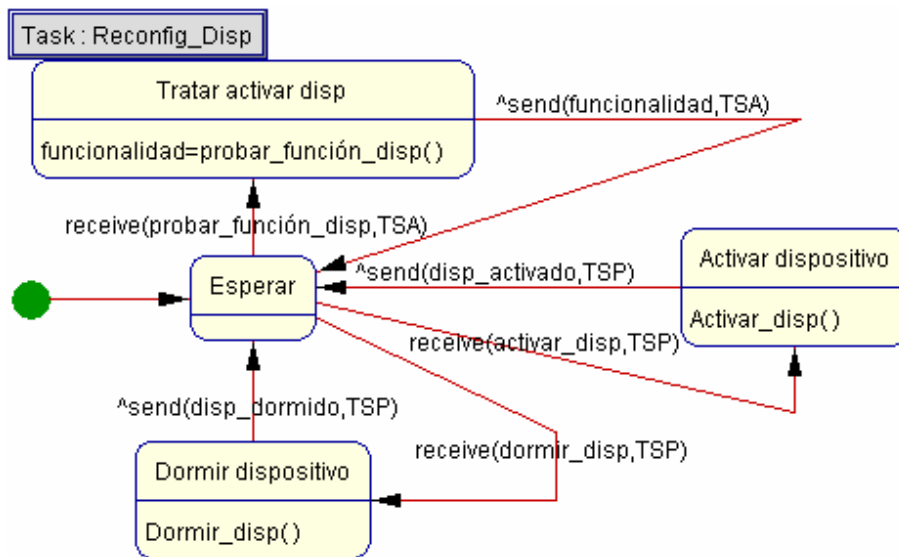 Task : Reconfig_Disp
Tratar activar disp
^send(funcionalidad,TSA)
funcionalidad=probar_función_disp()
receive(probar_función_disp,TSA)
Esperar
^send(disp_activado,TSP)
Activar dispositivo
Activar_disp()
receive(activar_disp,TSP)
^send(disp_dormido,TSP)
receive(dormir_disp,TSP)
Dormir dispositivo
Dormir_disp()